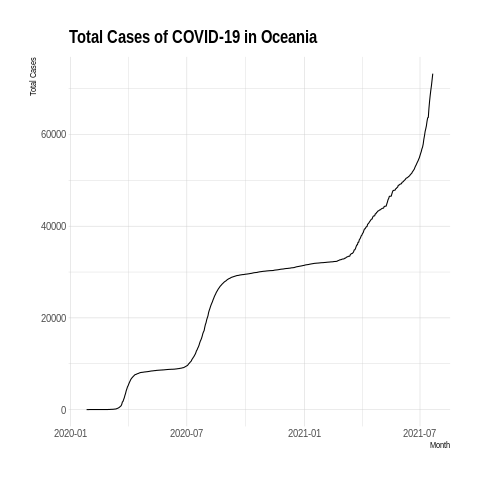 Total Cases of COVID-19 in Oceania
Total Cases
60000
40000
20000
0
2020-01 2020-07 2021-01 2021-07
Month